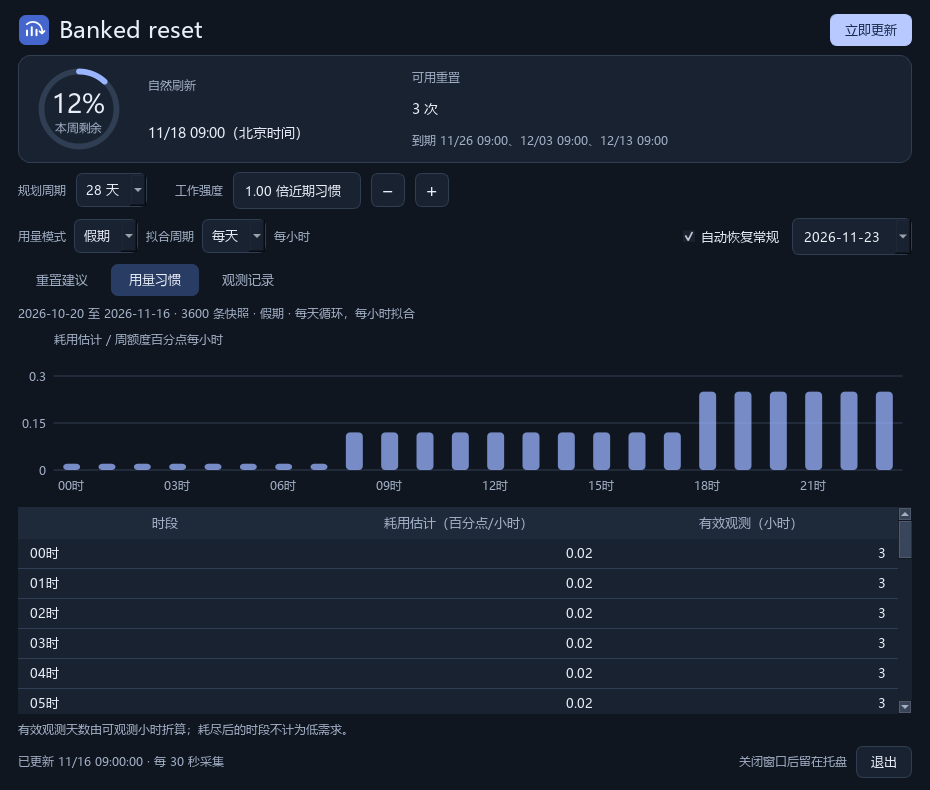 Banked reset
立即更新
12%
本周剩余
自然刷新
11/18 09:00（北京时间）
可用重置
3 次
到期 11/26 09:00、12/03 09:00、12/13 09:00
规划周期 28 天 工作强度 1.00 倍近期习惯 − +
用量模式 假期 拟合周期 每天 每小时 自动恢复常规 2026-11-23
重置建议 用量习惯 观测记录
2026-10-20 至 2026-11-16 · 3600 条快照 · 假期 · 每天循环，每小时拟合
耗用估计 / 周额度百分点每小时
0.3
0.15
0
00时 03时 06时 09时 12时 15时 18时 21时
时段 耗用估计（百分点/小时） 有效观测（小时）
00时 0.02 3
01时 0.02 3
02时 0.02 3
03时 0.02 3
04时 0.02 3
05时 0.02 3
有效观测天数由可观测小时折算；耗尽后的时段不计为低需求。
已更新 11/16 09:00:00 · 每 30 秒采集
关闭窗口后留在托盘 退出